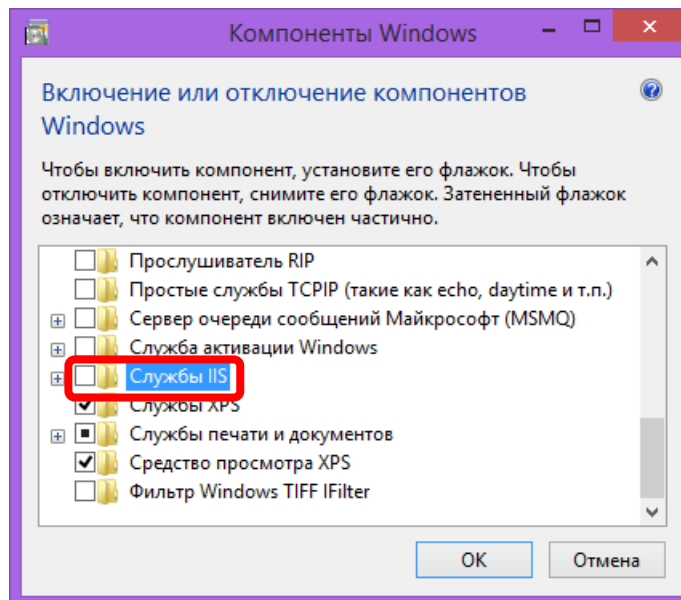 Компоненты Windows
Включение или отключение компонентов
Windows
Чтобы включить компонент, установите его флажок. Чтобы
отключить компонент, снимите его флажок. Затененный флажок
означает, что компонент включен частично.
Прослушиватель RIP
Простые службы TCPIP (такие как echo, daytime и т.п.)
Сервер очереди сообщений Майкрософт (MSMQ)
Служба активации Windows
Службы IIS
Службы XPS
Службы печати и документов
Средство просмотра XPS
Фильтр Windows TIFF IFilter
ОК
Отмена